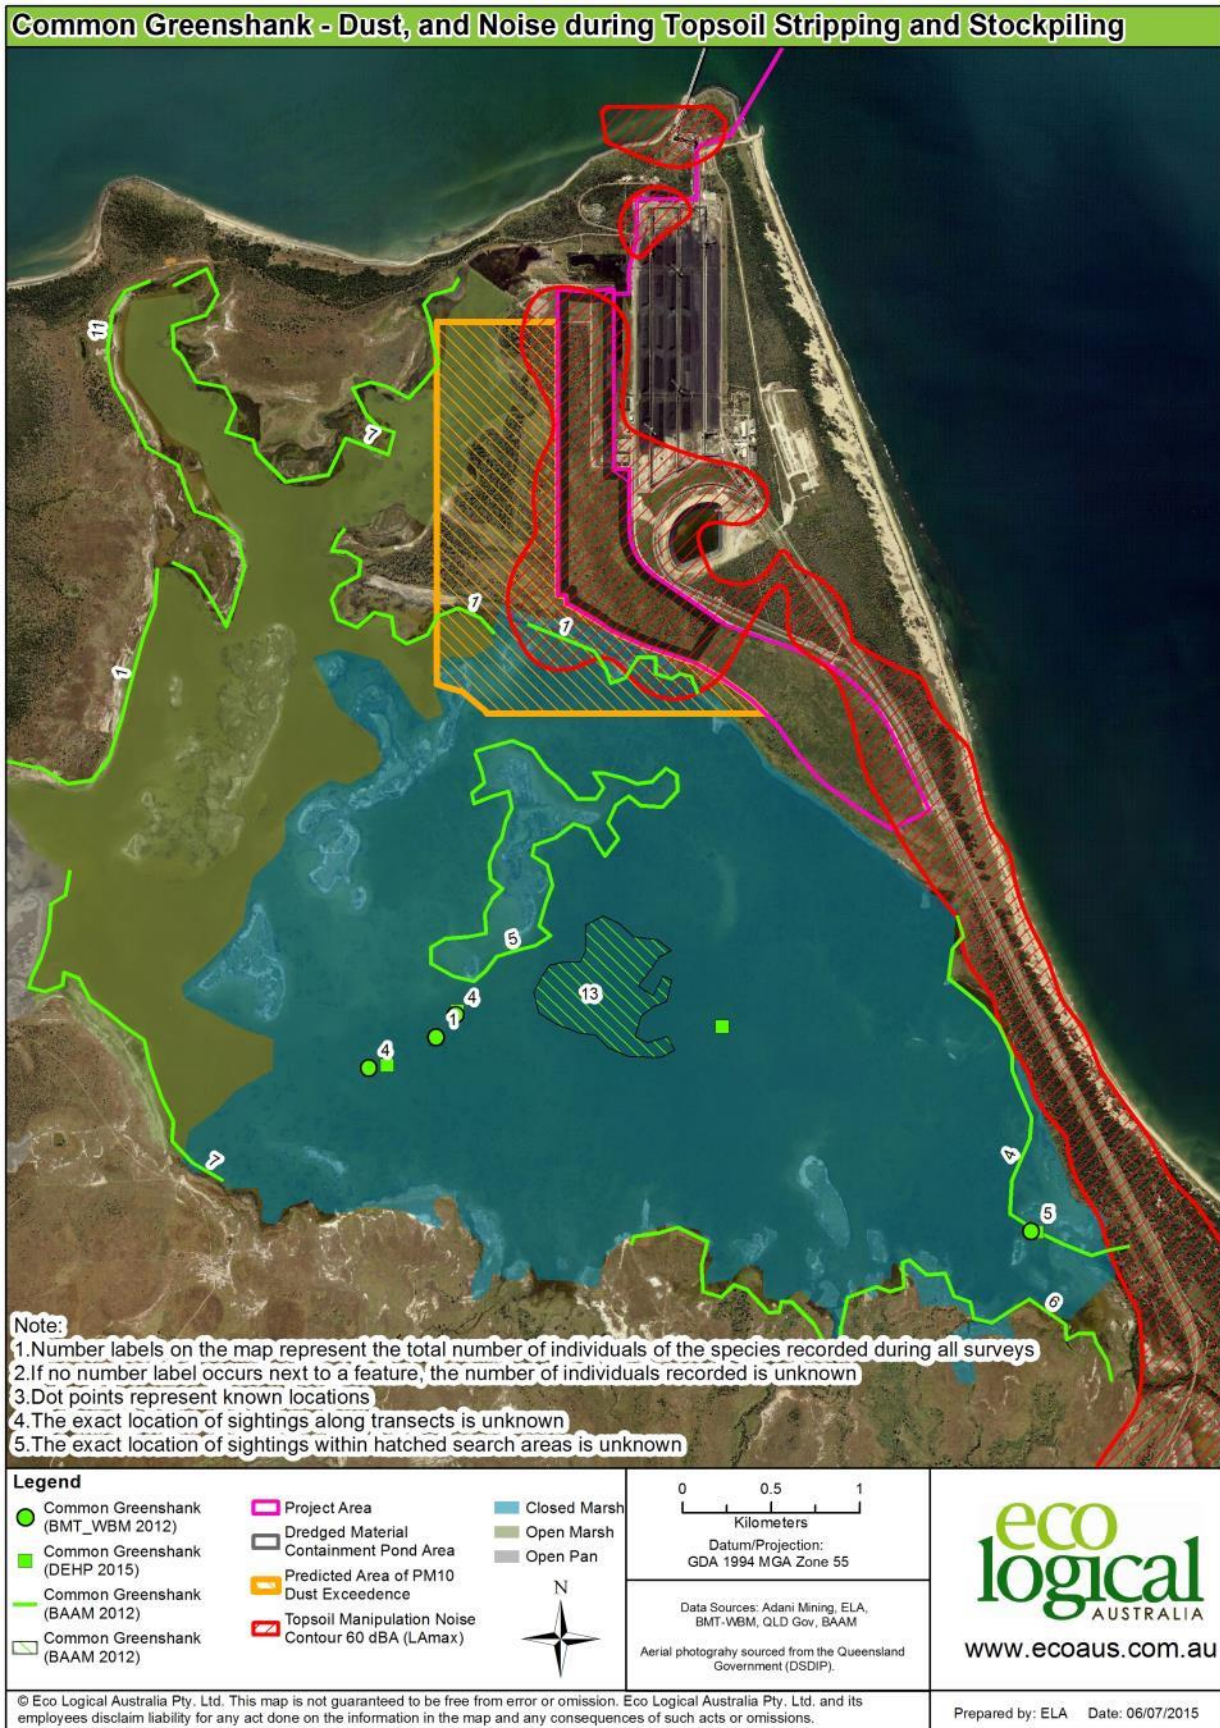 Common Greenshank - Dust, and Noise during Topsoil Stripping and Stockpiling
11
7
1
1
1
5
13
4
1
4
7
4
5
6
Note:
1.Number labels on the map represent the total number of individuals of the species recorded during all surveys
2.If no number label occurs next to a feature, the number of individuals recorded is unknown
3.Dot points represent known locations
4.The exact location of sightings along transects is unknown
5.The exact location of sightings within hatched search areas is unknown
Legend
Common Greenshank
(BMT_WBM 2012)
Common Greenshank
(DEHP 2015)
Common Greenshank
(BAAM 2012)
Common Greenshank
(BAAM 2012)
Project Area
Dredged Material
Containment Pond Area
Predicted Area of PM10
Dust Exceedence
Topsoil Manipulation Noise
Contour 60 dBA (LAmax)
Closed Marsh
Open Marsh
Open Pan
N
0 0.5 1
Kilometers
Datum/Projection:
GDA 1994 MGA Zone 55
Data Sources: Adani Mining, ELA,
BMT-WBM, QLD Gov, BAAM
Aerial photograhy sourced from the Queensland
Government (DSDIP).
eco
logical
AUSTRALIA
www.ecoaus.com.au
© Eco Logical Australia Pty. Ltd. This map is not guaranteed to be free from error or omission. Eco Logical Australia Pty. Ltd. and its
employees disclaim liability for any act done on the information in the map and any consequences of such acts or omissions.
Prepared by: ELA Date: 06/07/2015